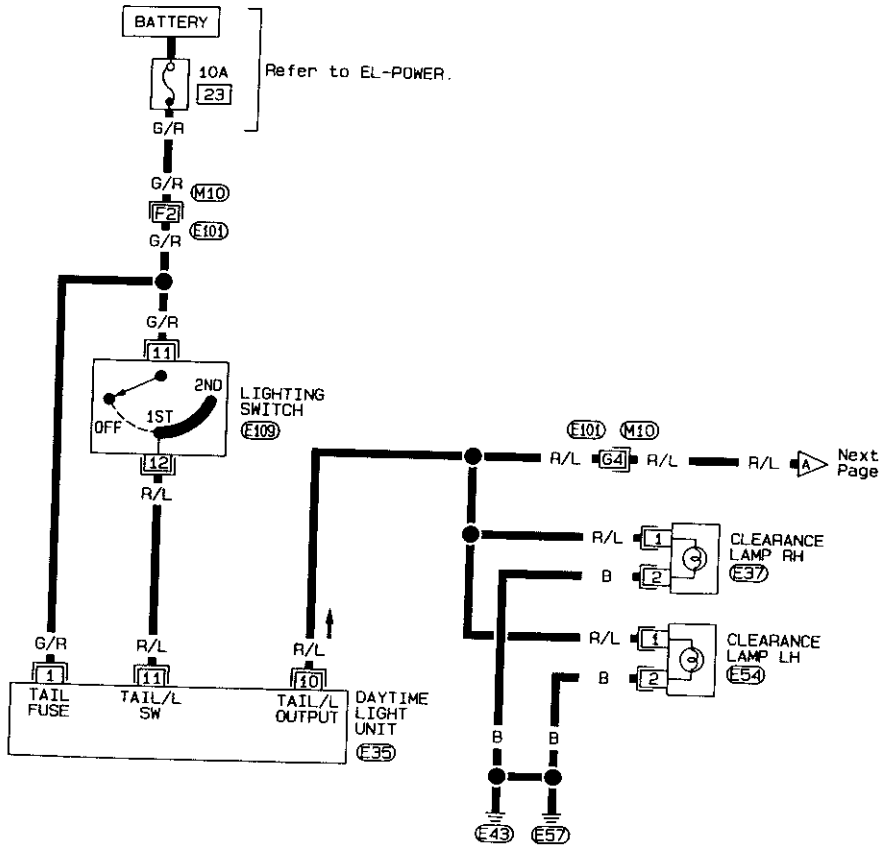 BATTERY
10A
23
Refer to EL-POWER.
G/R
G/R
M10
F2
E101
G/R
G/R
11
2ND
1ST
OFF
LIGHTING
SWITCH
E109
12
R/L
E101
M10
R/L
G4
R/L
R/L
A
Next
Page
R/L
1
B
2
CLEARANCE
LAMP RH
E37
R/L
1
B
2
CLEARANCE
LAMP LH
E54
G/R
R/L
R/L
1
11
10
TAIL
FUSE
TAIL/L
SW
TAIL/L
OUTPUT
DAYTIME
LIGHT
UNIT
E35
B
B
E43
E57